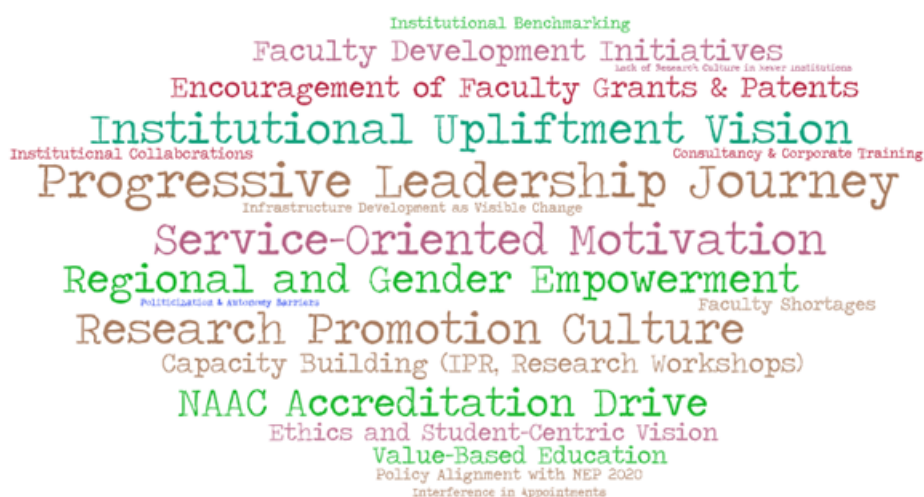 Institutional Benchmarking
Faculty Development Initiatives
Lack of Research Culture in Newer Institutions
Encouragement of Faculty Grants & Patents
Institutional Upliftment Vision
Institutional Collaborations
Consultancy & Corporate Training
Progressive Leadership Journey
Infrastructure Development as Visible Change
Service-Oriented Motivation
Regional and Gender Empowerment
Politicization & Autonomy Barriers
Faculty Shortages
Research Promotion Culture
Capacity Building (IPR, Research Workshops)
NAAC Accreditation Drive
Ethics and Student-Centric Vision
Value-Based Education
Policy Alignment with NEP 2020
Interference in Appointments